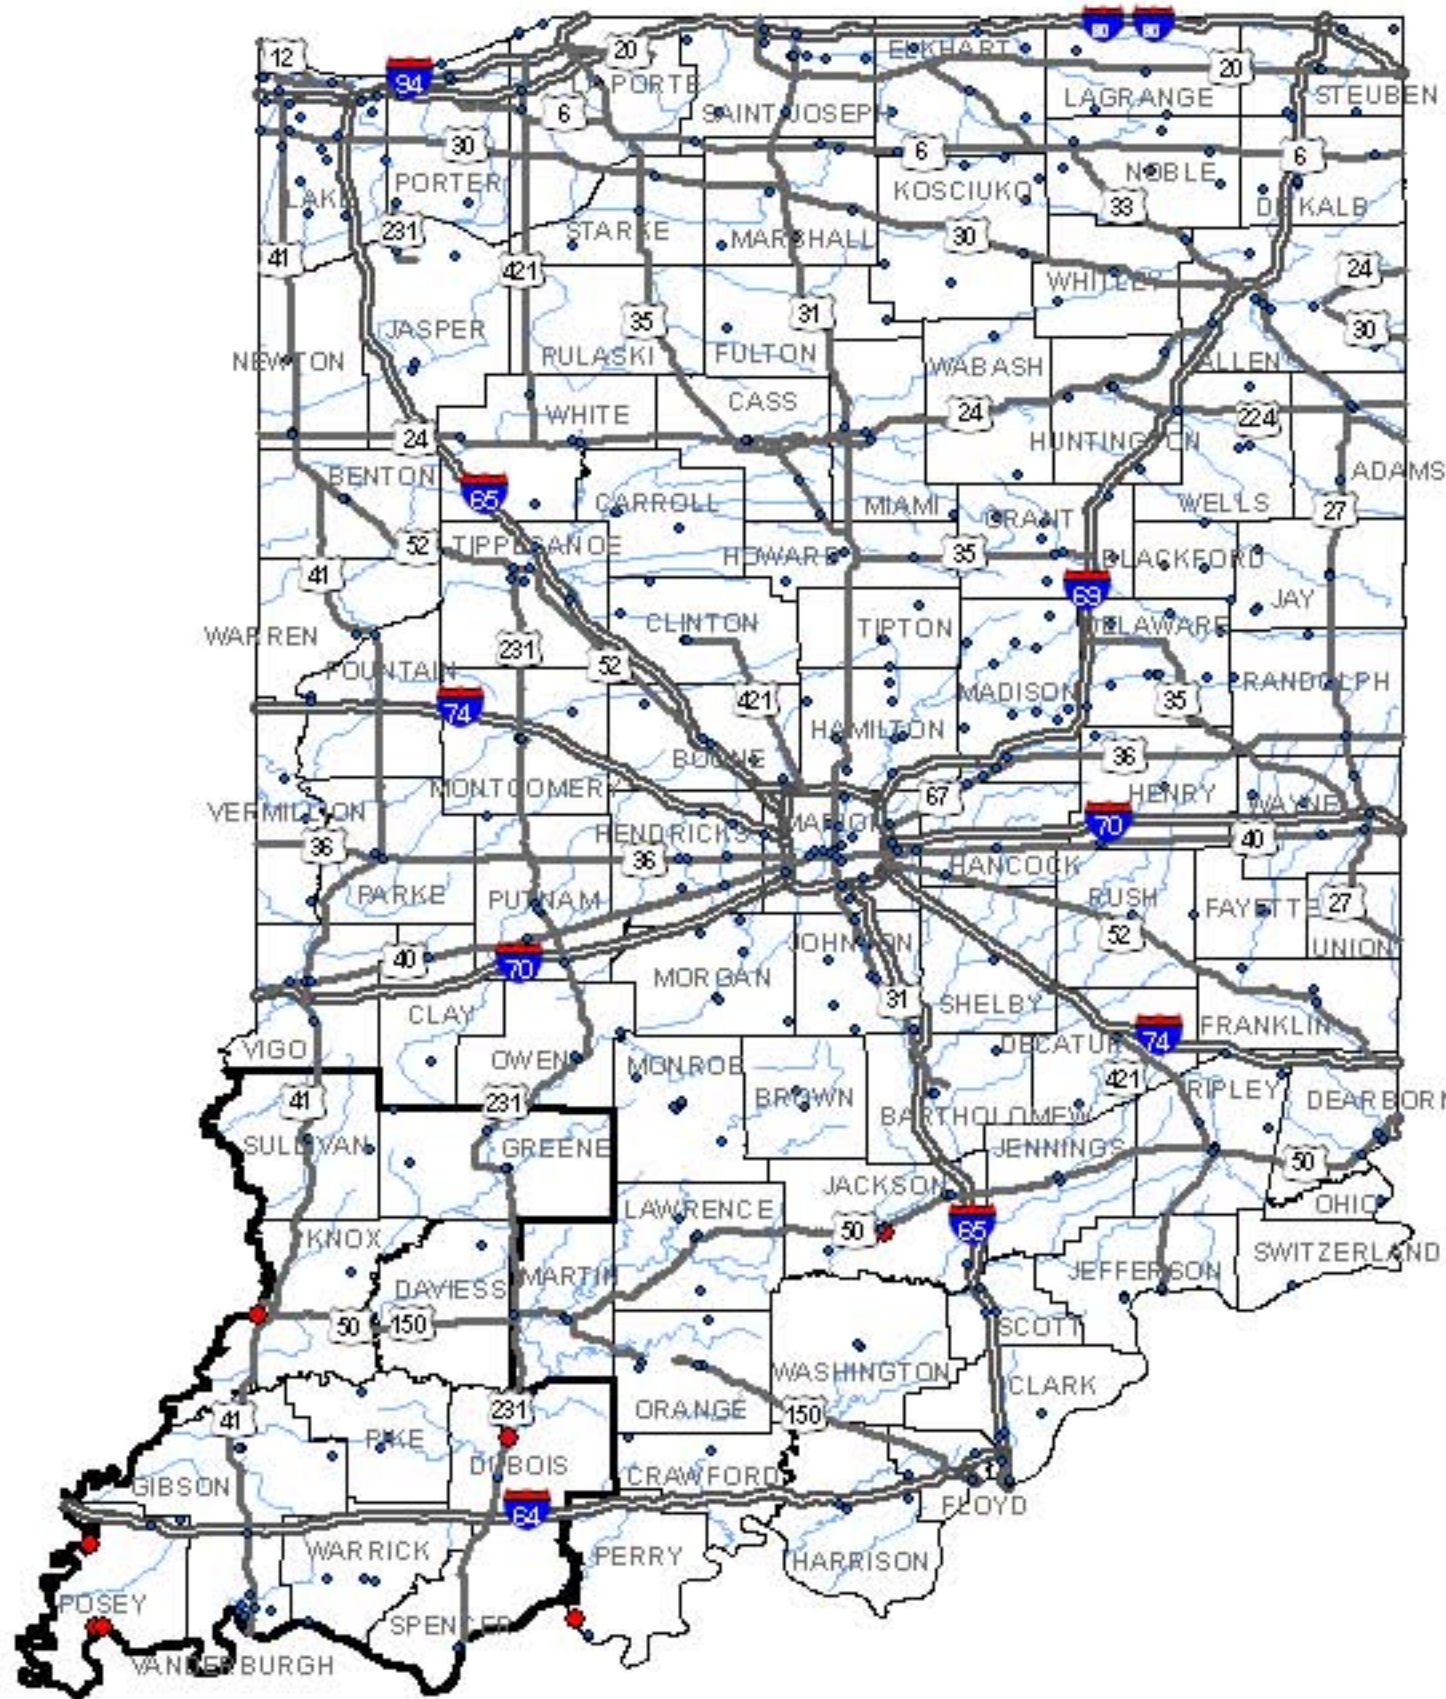 80 80
12
20
ELKHART
94
LAPORTE
20
LAGRANGE
STEUBEN
6
SAINT JOSEPH
30
6
6
PORTER
LAKE
KOSCIUKO
NOBLE
33
DEKALB
231
STARKE
MARSHALL
30
41
421
24
WHITLEY
35
31
30
JASPER
NEWTON
PULASKI
FULTON
WABASH
ALLEN
WHITE
CASS
24
224
24
HUNTINGTON
BENTON
ADAMS
65
CARROLL
MIAMI
WELLS
27
GRANT
52
TIPPECANOE
HOWARD
35
BLACKFORD
41
69
JAY
WARREN
CLINTON
TIPTON
DELAWARE
231
52
FOUNTAIN
RANDOLPH
MADISON
35
421
74
HAMILTON
BOONE
36
MONTGOMERY
67
HENRY
WAYNE
VERMILLION
HENDRICKS
MARION
70
40
36
36
HANCOCK
PARKE
PUTNAM
RUSH
FAYETTE
27
52
JOHNSON
UNION
40
70
MORGAN
31
SHELBY
CLAY
FRANKLIN
VIGO
OWEN
MONROE
DECATUR
74
421
RIPLEY
41
231
BROWN
BARTHOLOMEW
DEARBORN
SULLIVAN
GREENE
JENNINGS
50
JACKSON
OHIO
LAWRENCE
50
65
KNOX
SWITZERLAND
MARTIN
JEFFERSON
DAVIESS
50
150
SCOTT
WASHINGTON
CLARK
41
231
ORANGE
150
PIKE
DUBOIS
CRAWFORD
GIBSON
64
FLOYD
WARRICK
PERRY
HARRISON
POSEY
SPENCER
VANDERBURGH